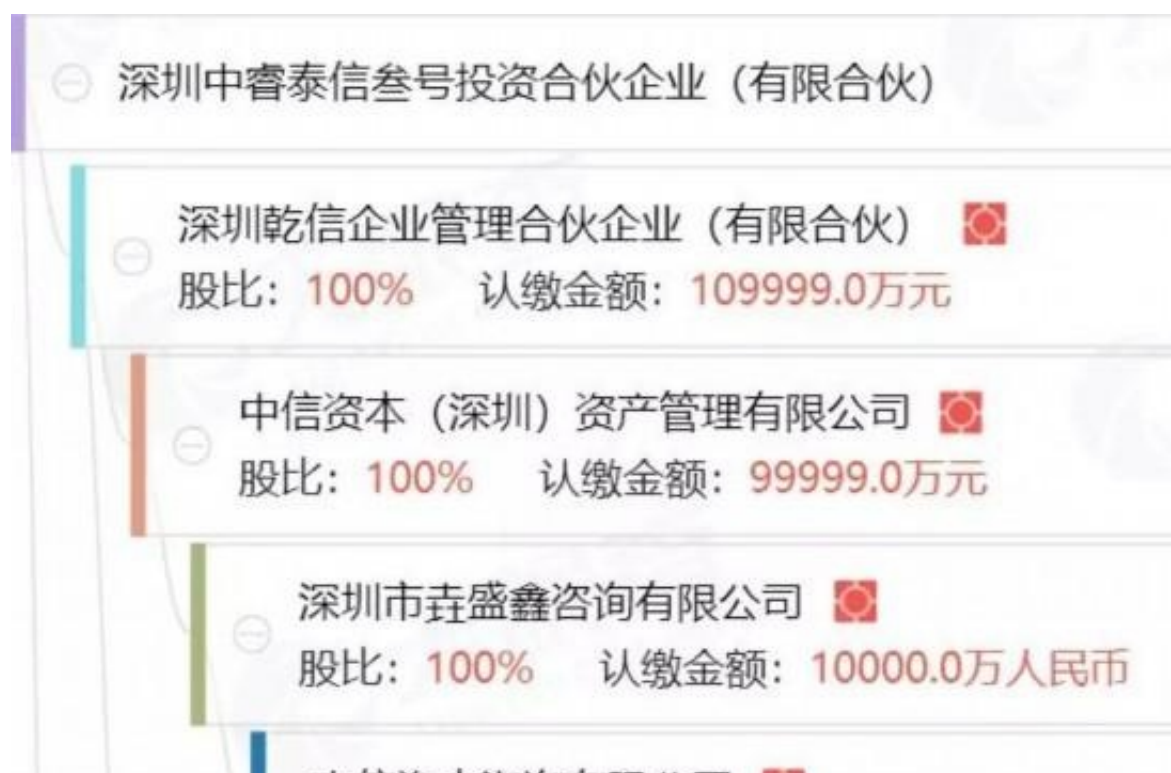 深圳中睿泰信叁号投资合伙企业（有限合伙）
深圳乾信企业管理合伙企业（有限合伙）
股比：100% 认缴金额：109999.0万元
中信资本（深圳）资产管理有限公司
股比：100% 认缴金额：99999.0万元
深圳市垚盛鑫咨询有限公司
股比：100% 认缴金额：10000.0万人民币